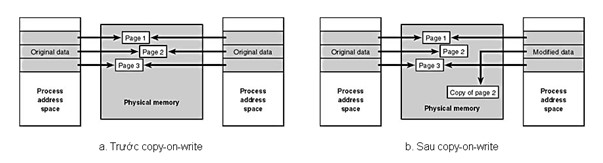 Original data
Page 1
Page 2
Page 3
Original data
Process
address
space
Physical memory
Process
address
space
a. Trước copy-on-write
Original data
Page 1
Page 2
Page 3
Modified data
Copy of page 2
Process
address
space
Physical memory
Process
address
space
b. Sau copy-on-write